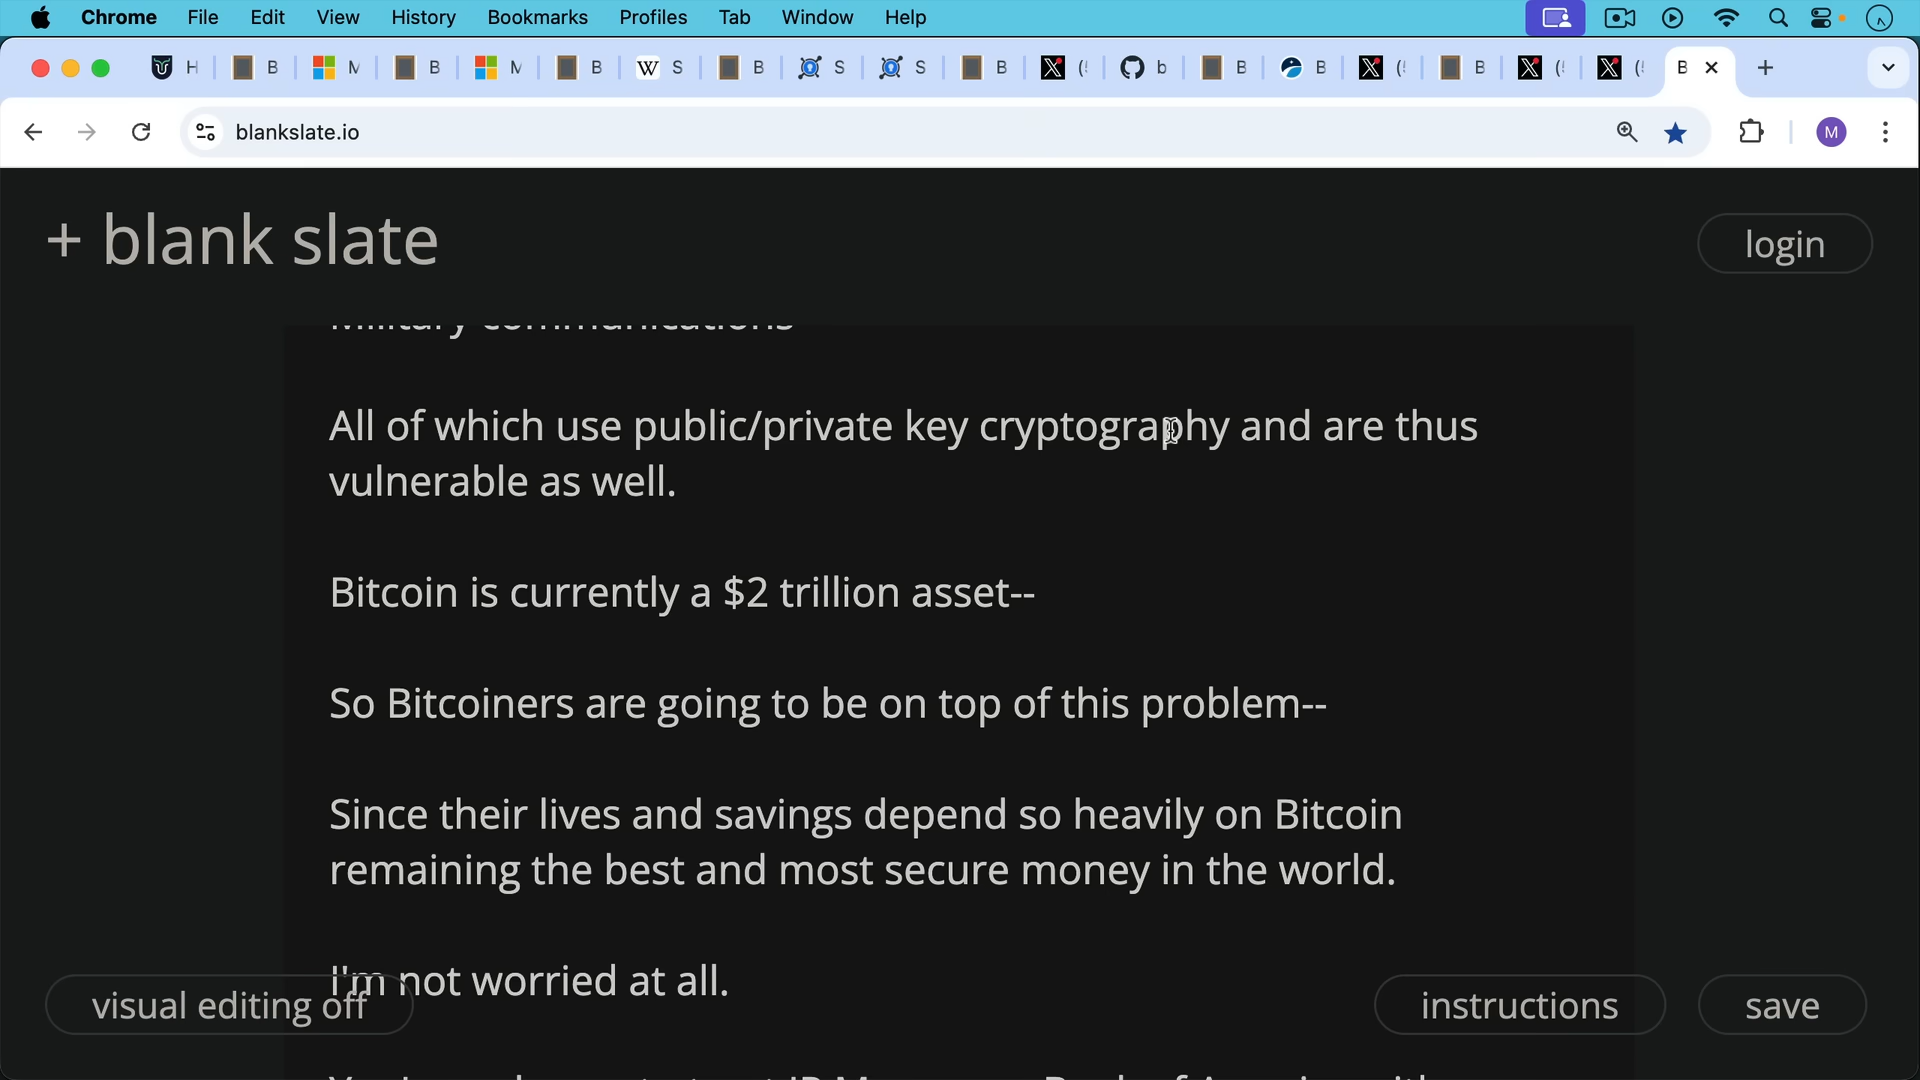 Chrome File Edit View History Bookmarks Profiles Tab Window Help
H B M B M B W S B S S B X ( b B B X ( B X ( X ( B
blankslate.io M
+ blank slate
login
Military communications
All of which use public/private key cryptography and are thus
vulnerable as well.
Bitcoin is currently a $2 trillion asset--
So Bitcoiners are going to be on top of this problem--
Since their lives and savings depend so heavily on Bitcoin
remaining the best and most secure money in the world.
I'm not worried at all.
visual editing off
instructions
save